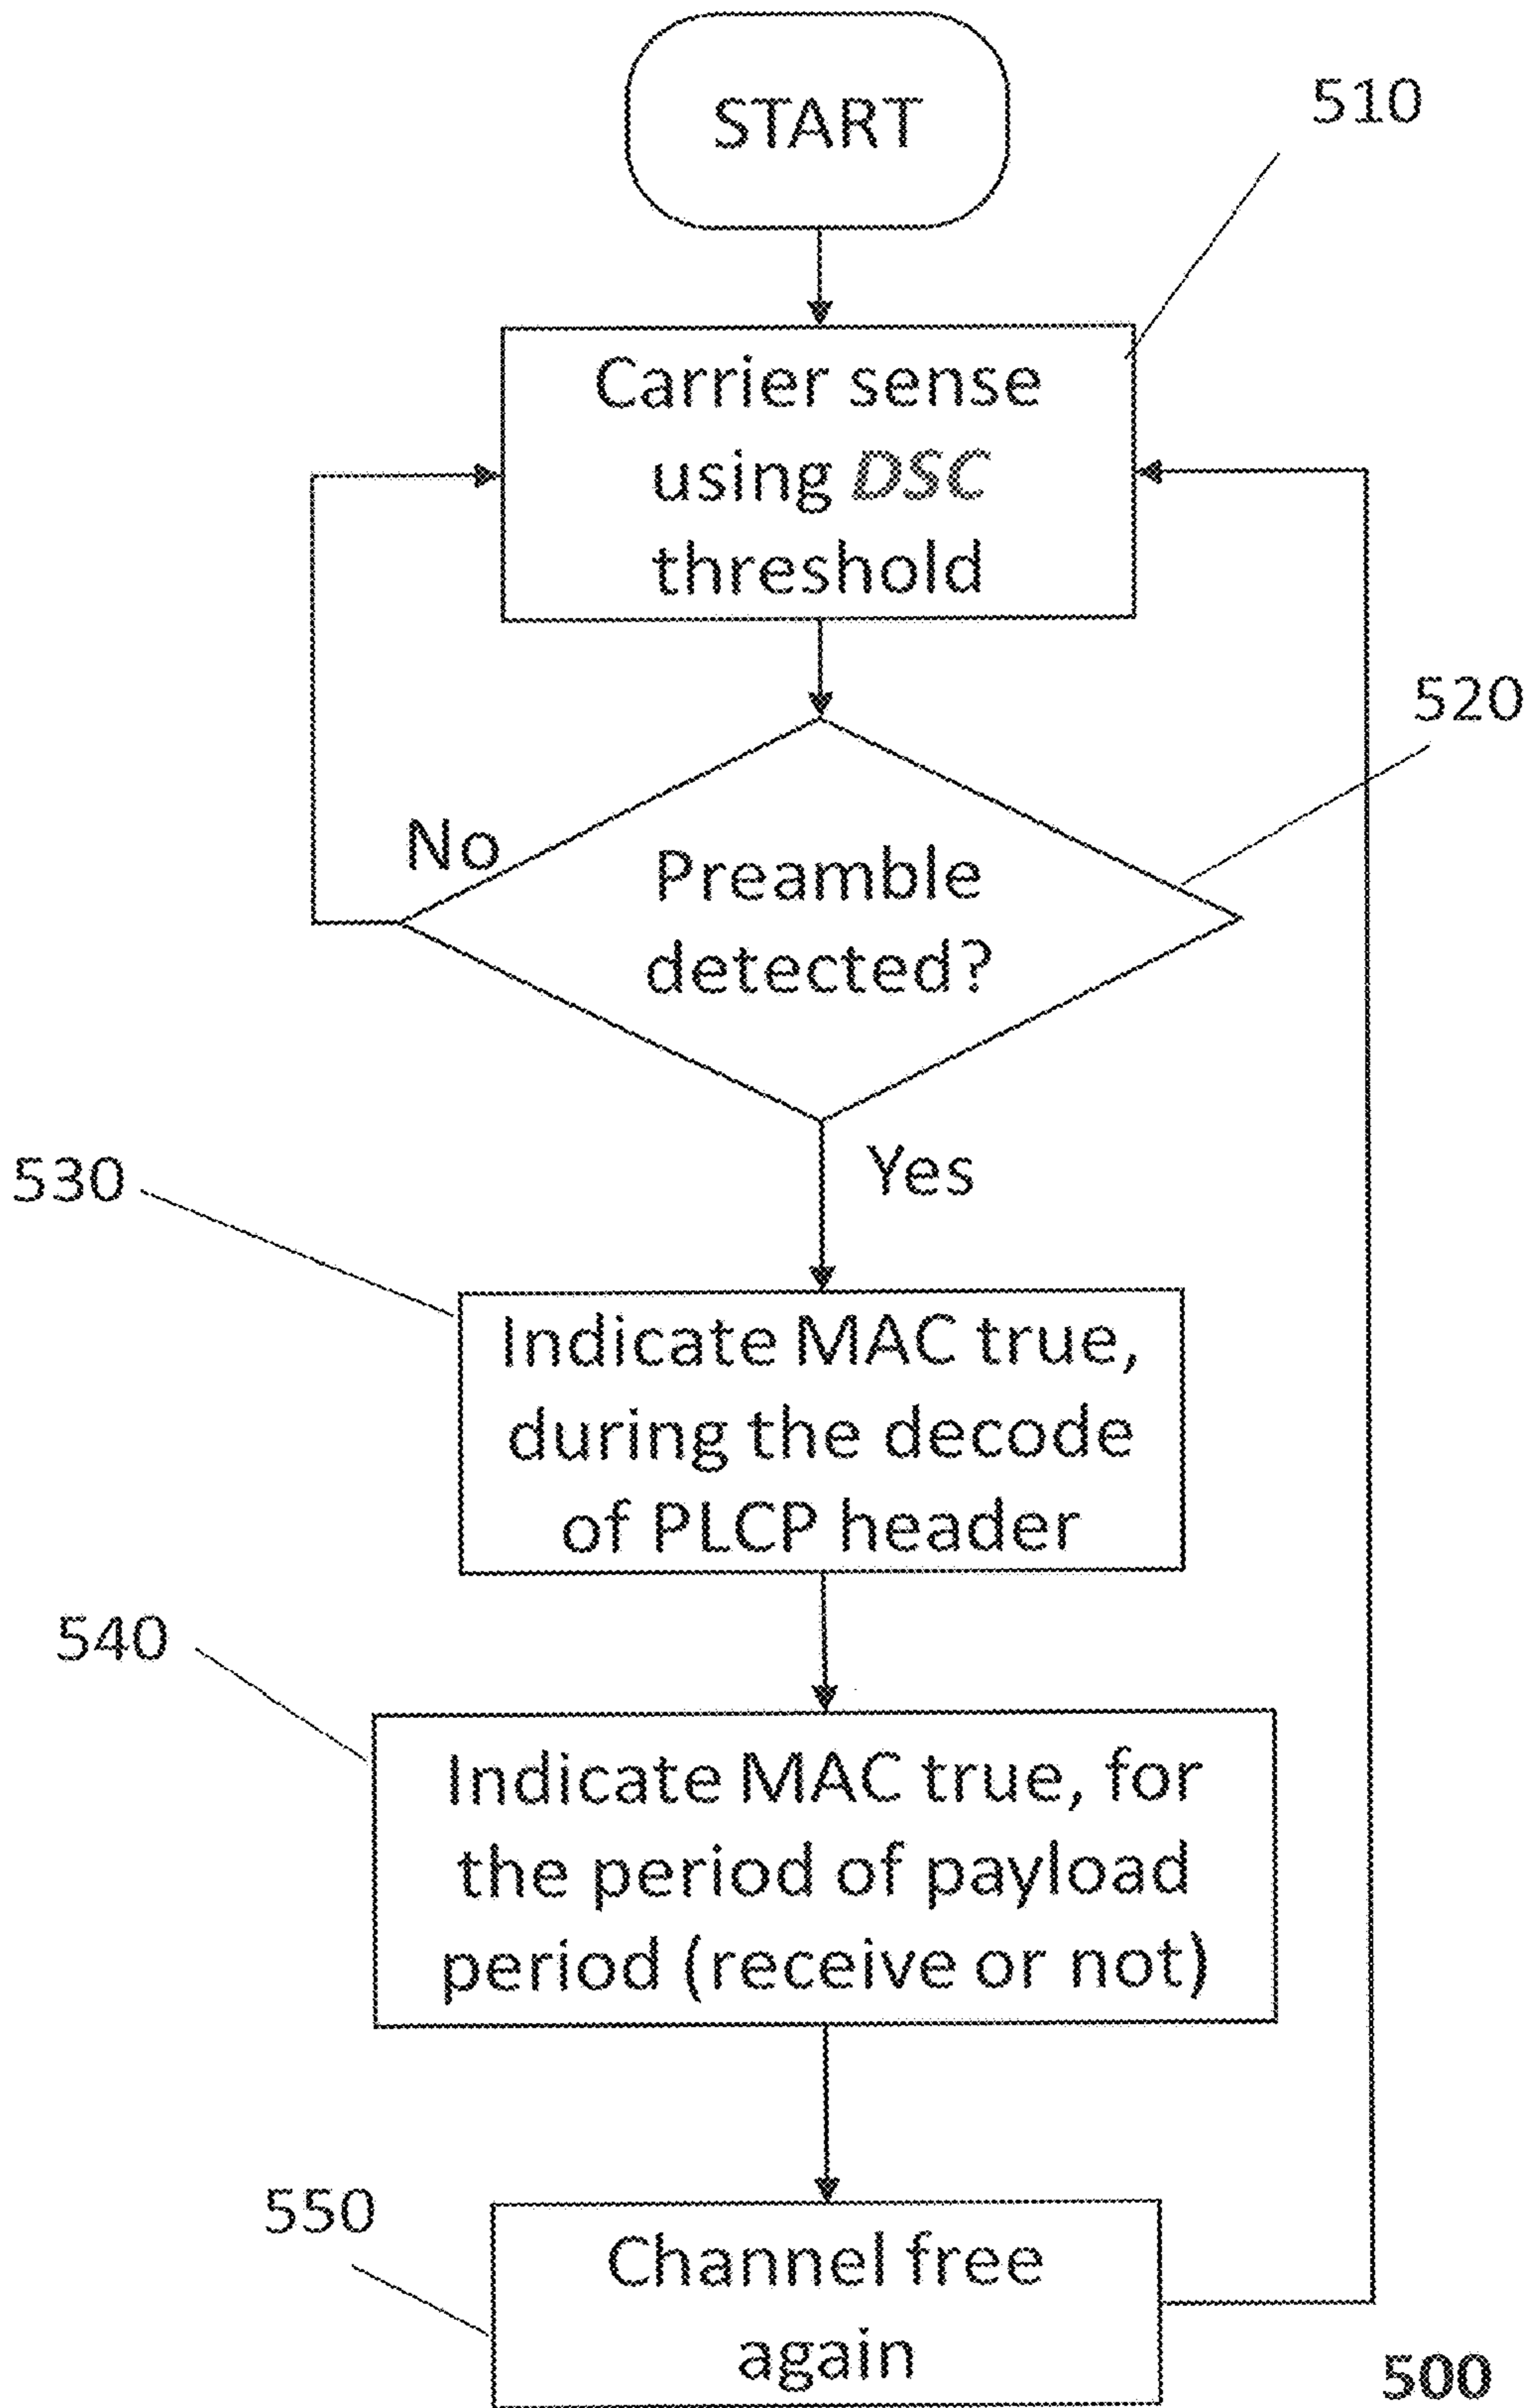 START
510
Carrier sense
using DSC
threshold
520
No
Preamble
detected?
Yes
530
Indicate MAC true,
during the decode
of PLCP header
540
Indicate MAC true, for
the period of payload
period (receive or not)
550
Channel free
again
500